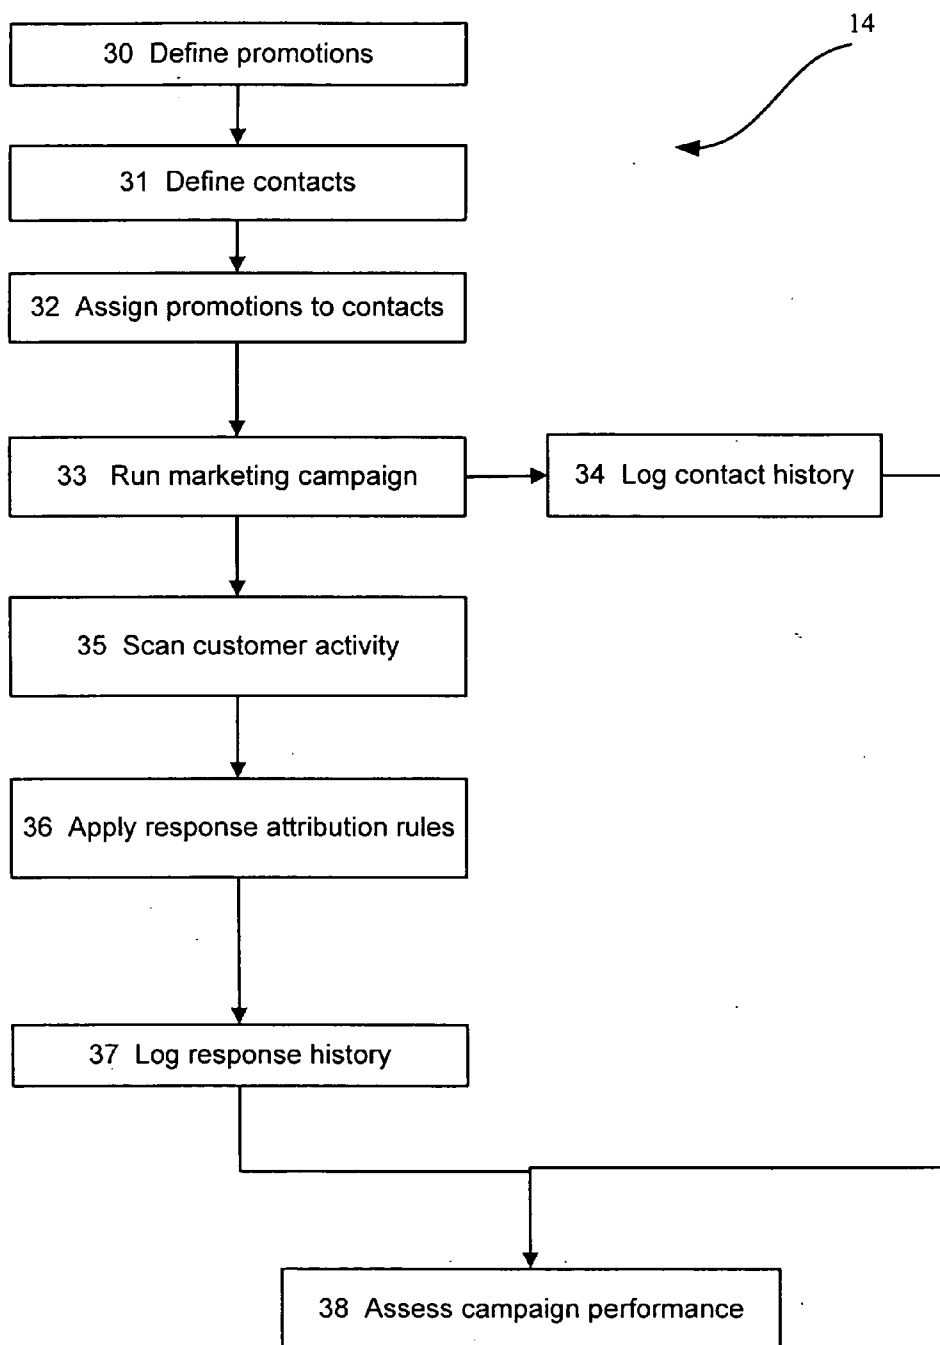 14
30 Define promotions
31 Define contacts
32 Assign promotions to contacts
33 Run marketing campaign
34 Log contact history
35 Scan customer activity
36 Apply response attribution rules
37 Log response history
38 Assess campaign performance